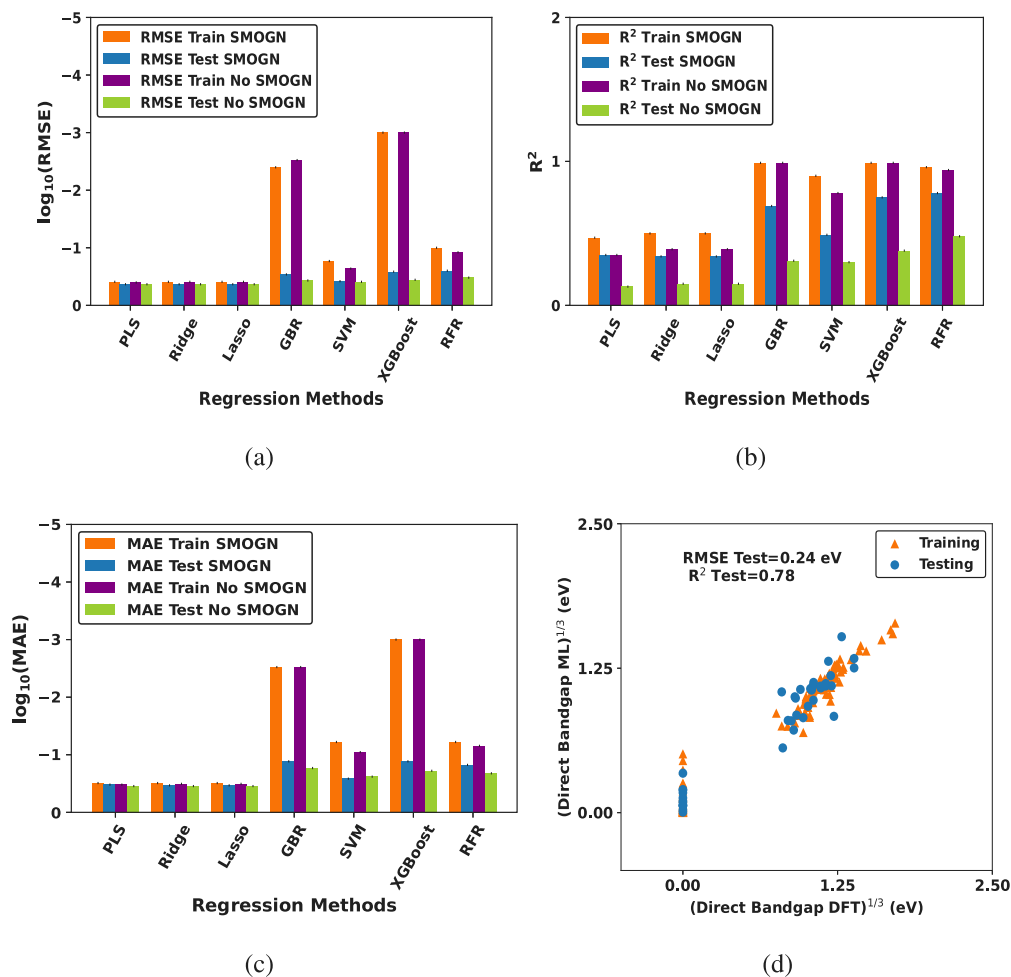 -5
RMSE Train SMOGN
RMSE Test SMOGN
RMSE Train No SMOGN
RMSE Test No SMOGN
-3
-2
-1
0
log₁₀(RMSE)
PLS
Ridge
Lasso
GBR
SVM
XGBoost
RFR
Regression Methods
(a)
2
R² Train SMOGN
R² Test SMOGN
R² Train No SMOGN
R² Test No SMOGN
1
0
R²
PLS
Ridge
Lasso
GBR
SVM
XGBoost
RFR
Regression Methods
(b)
-5
MAE Train SMOGN
MAE Test SMOGN
MAE Train No SMOGN
MAE Test No SMOGN
-3
-2
-1
0
log₁₀(MAE)
PLS
Ridge
Lasso
GBR
SVM
XGBoost
RFR
Regression Methods
(c)
2.50
Training
Testing
RMSE Test=0.24 eV
R² Test=0.78
1.25
0.00
(Direct Bandgap ML)^1/3 (eV)
0.00 1.25 2.50
(Direct Bandgap DFT)^1/3 (eV)
(d)